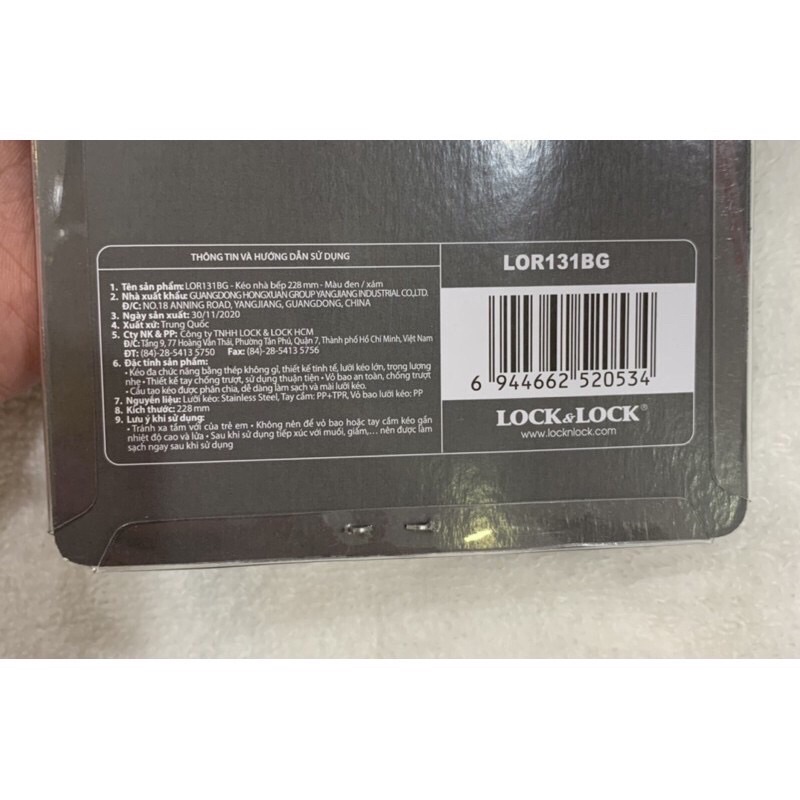 THÔNG TIN VÀ HƯỚNG DẪN SỬ DỤNG
1. Tên sản phẩm: LOR131BG - Kéo nhà bếp 228 mm - Màu đen / xám
2. Nhà xuất khẩu: GUANGDONG HONGXUAN GROUP YANGJIANG INDUSTRIAL CO.,LTD.
Đ/C: NO.18 ANNING ROAD, YANGJIANG, GUANGDONG, CHINA
3. Ngày sản xuất: 30/11/2020
4. Xuất xứ: Trung Quốc
5. Cty NK & PP: Công ty TNHH LOCK & LOCK HCM
Đ/C: Tầng 9, 77 Hoàng Văn Thái, Phường Tân Phú, Quận 7, Thành phố Hồ Chí Minh, Việt Nam
ĐT: (84)-28-5413 5750 Fax: (84)-28-5413 5756
6. Đặc tính sản phẩm:
• Kéo đa chức năng bằng thép không gỉ, thiết kế tinh tế, lưỡi kéo lớn, trọng lượng
nhẹ • Thiết kế tay chống trượt, sử dụng thuận tiện • Vỏ bao an toàn, chống trượt
• Cấu tạo kéo được phân chia, dễ dàng làm sạch và mài lưỡi kéo.
7. Nguyên liệu: Lưỡi kéo: Stainless Steel, Tay cầm: PP+TPR, Vỏ bao lưỡi kéo: PP
8. Kích thước: 228 mm
9. Lưu ý khi sử dụng:
• Tránh xa tầm với của trẻ em • Không nên để vỏ bao hoặc tay cầm kéo gần
nhiệt độ cao và lửa • Sau khi sử dụng tiếp xúc với muối, giấm,... nên được làm
sạch ngay sau khi sử dụng
LOR131BG
6 944662 520534
LOCK&LOCK®
www.locknlock.com